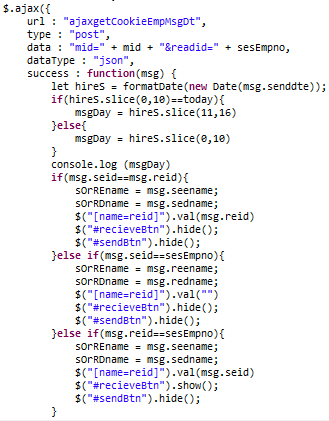 $.ajax({
url : "ajaxgetCookieEmpMsgDt",
type : "post",
data : "mid=" + mid + "&readid=" + sesEmpno,
dataType : "json",
success : function(msg) {
let hireS = formatDate(new Date(msg.senddte));
if(hireS.slice(0,10)==today){
msgDay = hireS.slice(11,16)
}else{
msgDay = hireS.slice(0,10)
}
console.log (msgDay)
if(msg.seid==msg.reid){
sOrREname = msg.seename;
sOrRDname = msg.sedname;
$("[name=reid]").val(msg.reid)
$("#recieveBtn").hide();
$("#sendBtn").hide();
}else if(msg.seid==sesEmpno){
sOrREname = msg.reename;
sOrRDname = msg.redname;
$("[name=reid]").val("")
$("#recieveBtn").hide();
$("#sendBtn").hide();
}else if(msg.reid==sesEmpno){
sOrREname = msg.seename;
sOrRDname = msg.sedname;
$("[name=reid]").val(msg.seid)
$("#recieveBtn").show();
$("#sendBtn").hide();
}